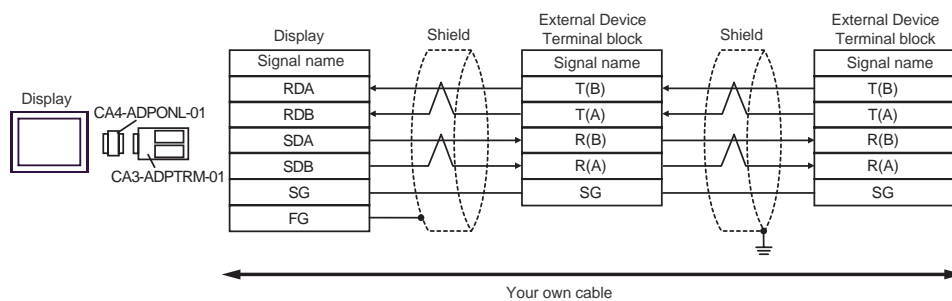 Display
CA4-ADPONL-01
CA3-ADPTRM-01
Display
Signal name
RDA
RDB
SDA
SDB
SG
FG
Shield
External Device
Terminal block
Signal name
T(B)
T(A)
R(B)
R(A)
SG
Shield
External Device
Terminal block
Signal name
T(B)
T(A)
R(B)
R(A)
SG
Your own cable